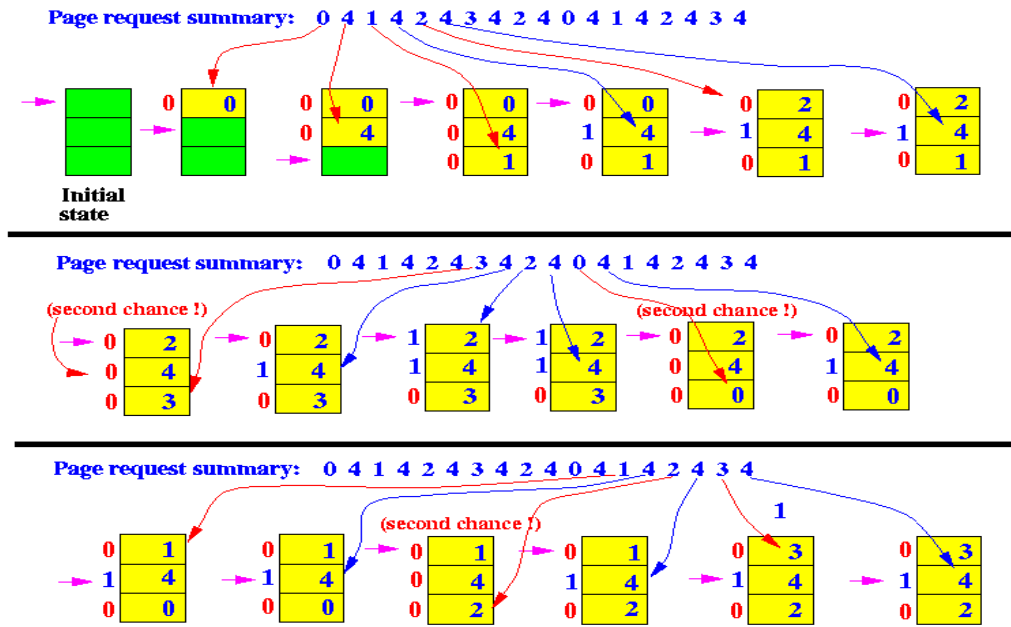 Page request summary: 0 4 1 4 2 4 3 4 2 4 0 4 1 4 2 4 3 4
0 0 0 0 0 0 0 0 2 0 2
0 4 0 4 1 4 1 4 1 4
0 1 0 1 0 1 0 1
Initial
state
Page request summary: 0 4 1 4 2 4 3 4 2 4 0 4 1 4 2 4 3 4
(second chance !) (second chance !)
0 2 0 2 1 2 1 2 0 2 0 2
0 4 1 4 1 4 1 4 0 4 1 4
0 3 0 3 0 3 0 3 0 0 0 0
Page request summary: 0 4 1 4 2 4 3 4 2 4 0 4 1 4 2 4 3 4
1
(second chance !)
0 1 0 1 0 1 0 1 0 3 0 3
1 4 1 4 0 4 1 4 1 4 1 4
0 0 0 0 0 2 0 2 0 2 0 2